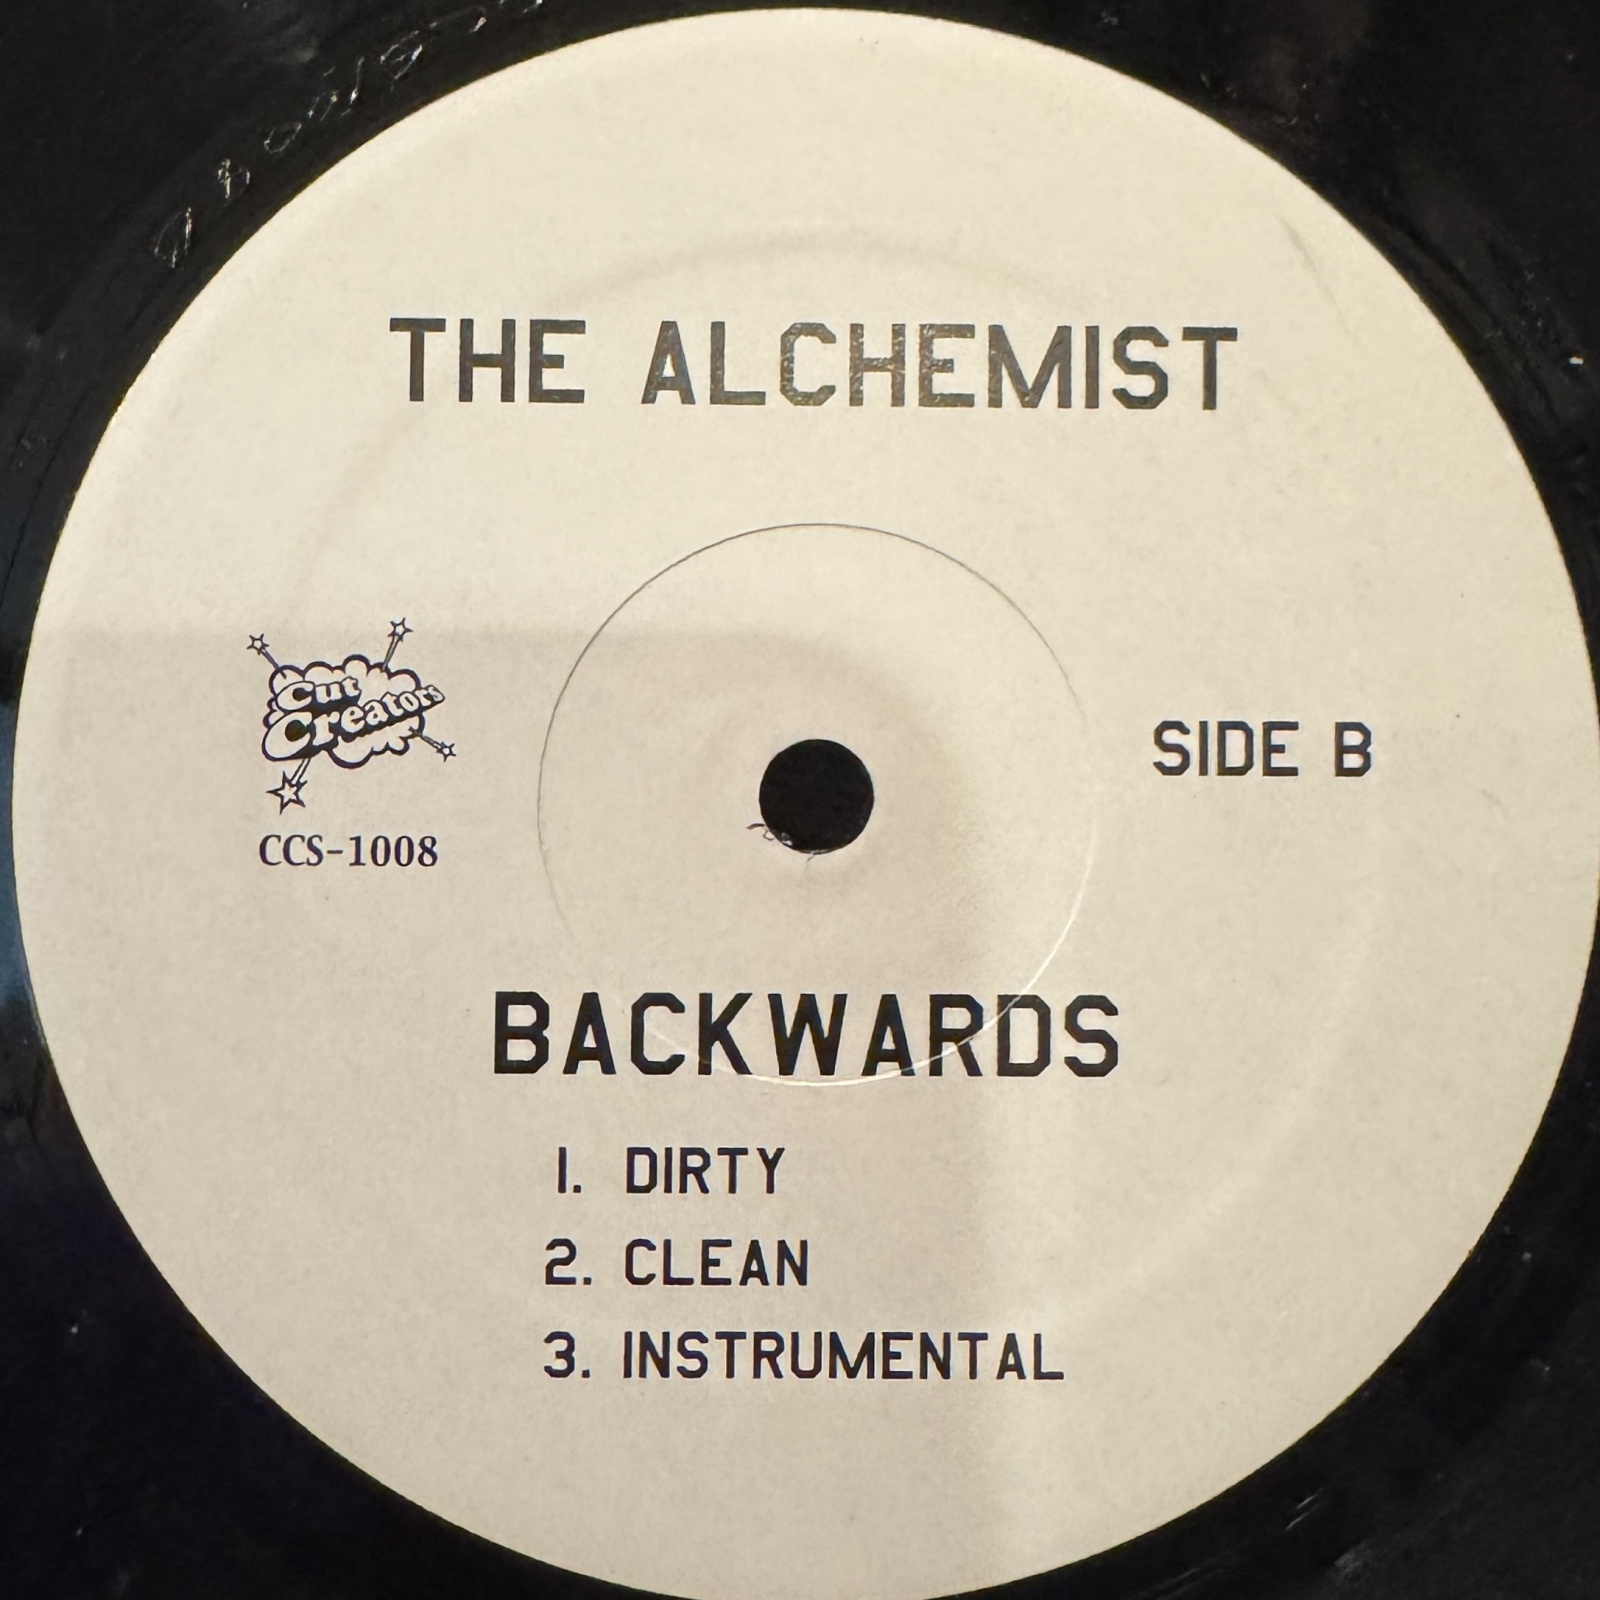 THE ALCHEMIST
Cut
Creators
CCS-1008
SIDE B
BACKWARDS
1. DIRTY
2. CLEAN
3. INSTRUMENTAL